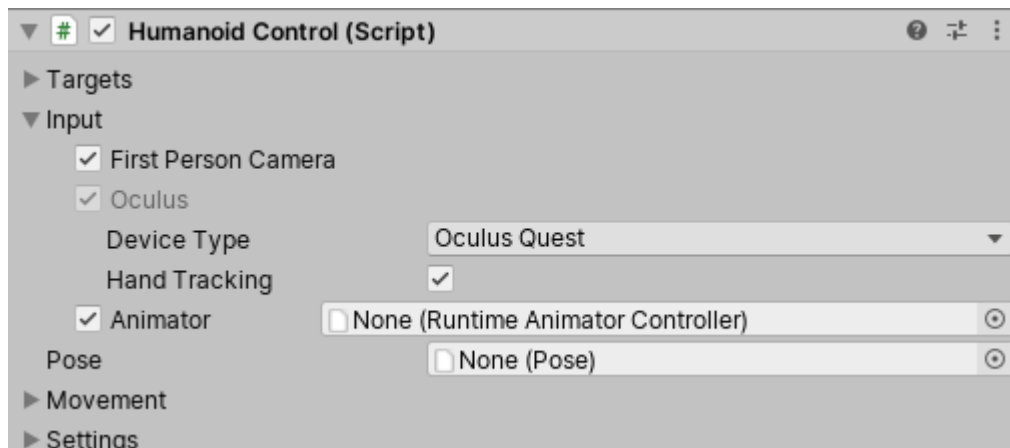 # Humanoid Control (Script)
Targets
Input
First Person Camera
Oculus
Device Type Oculus Quest
Hand Tracking
Animator None (Runtime Animator Controller)
Pose None (Pose)
Movement
Settings